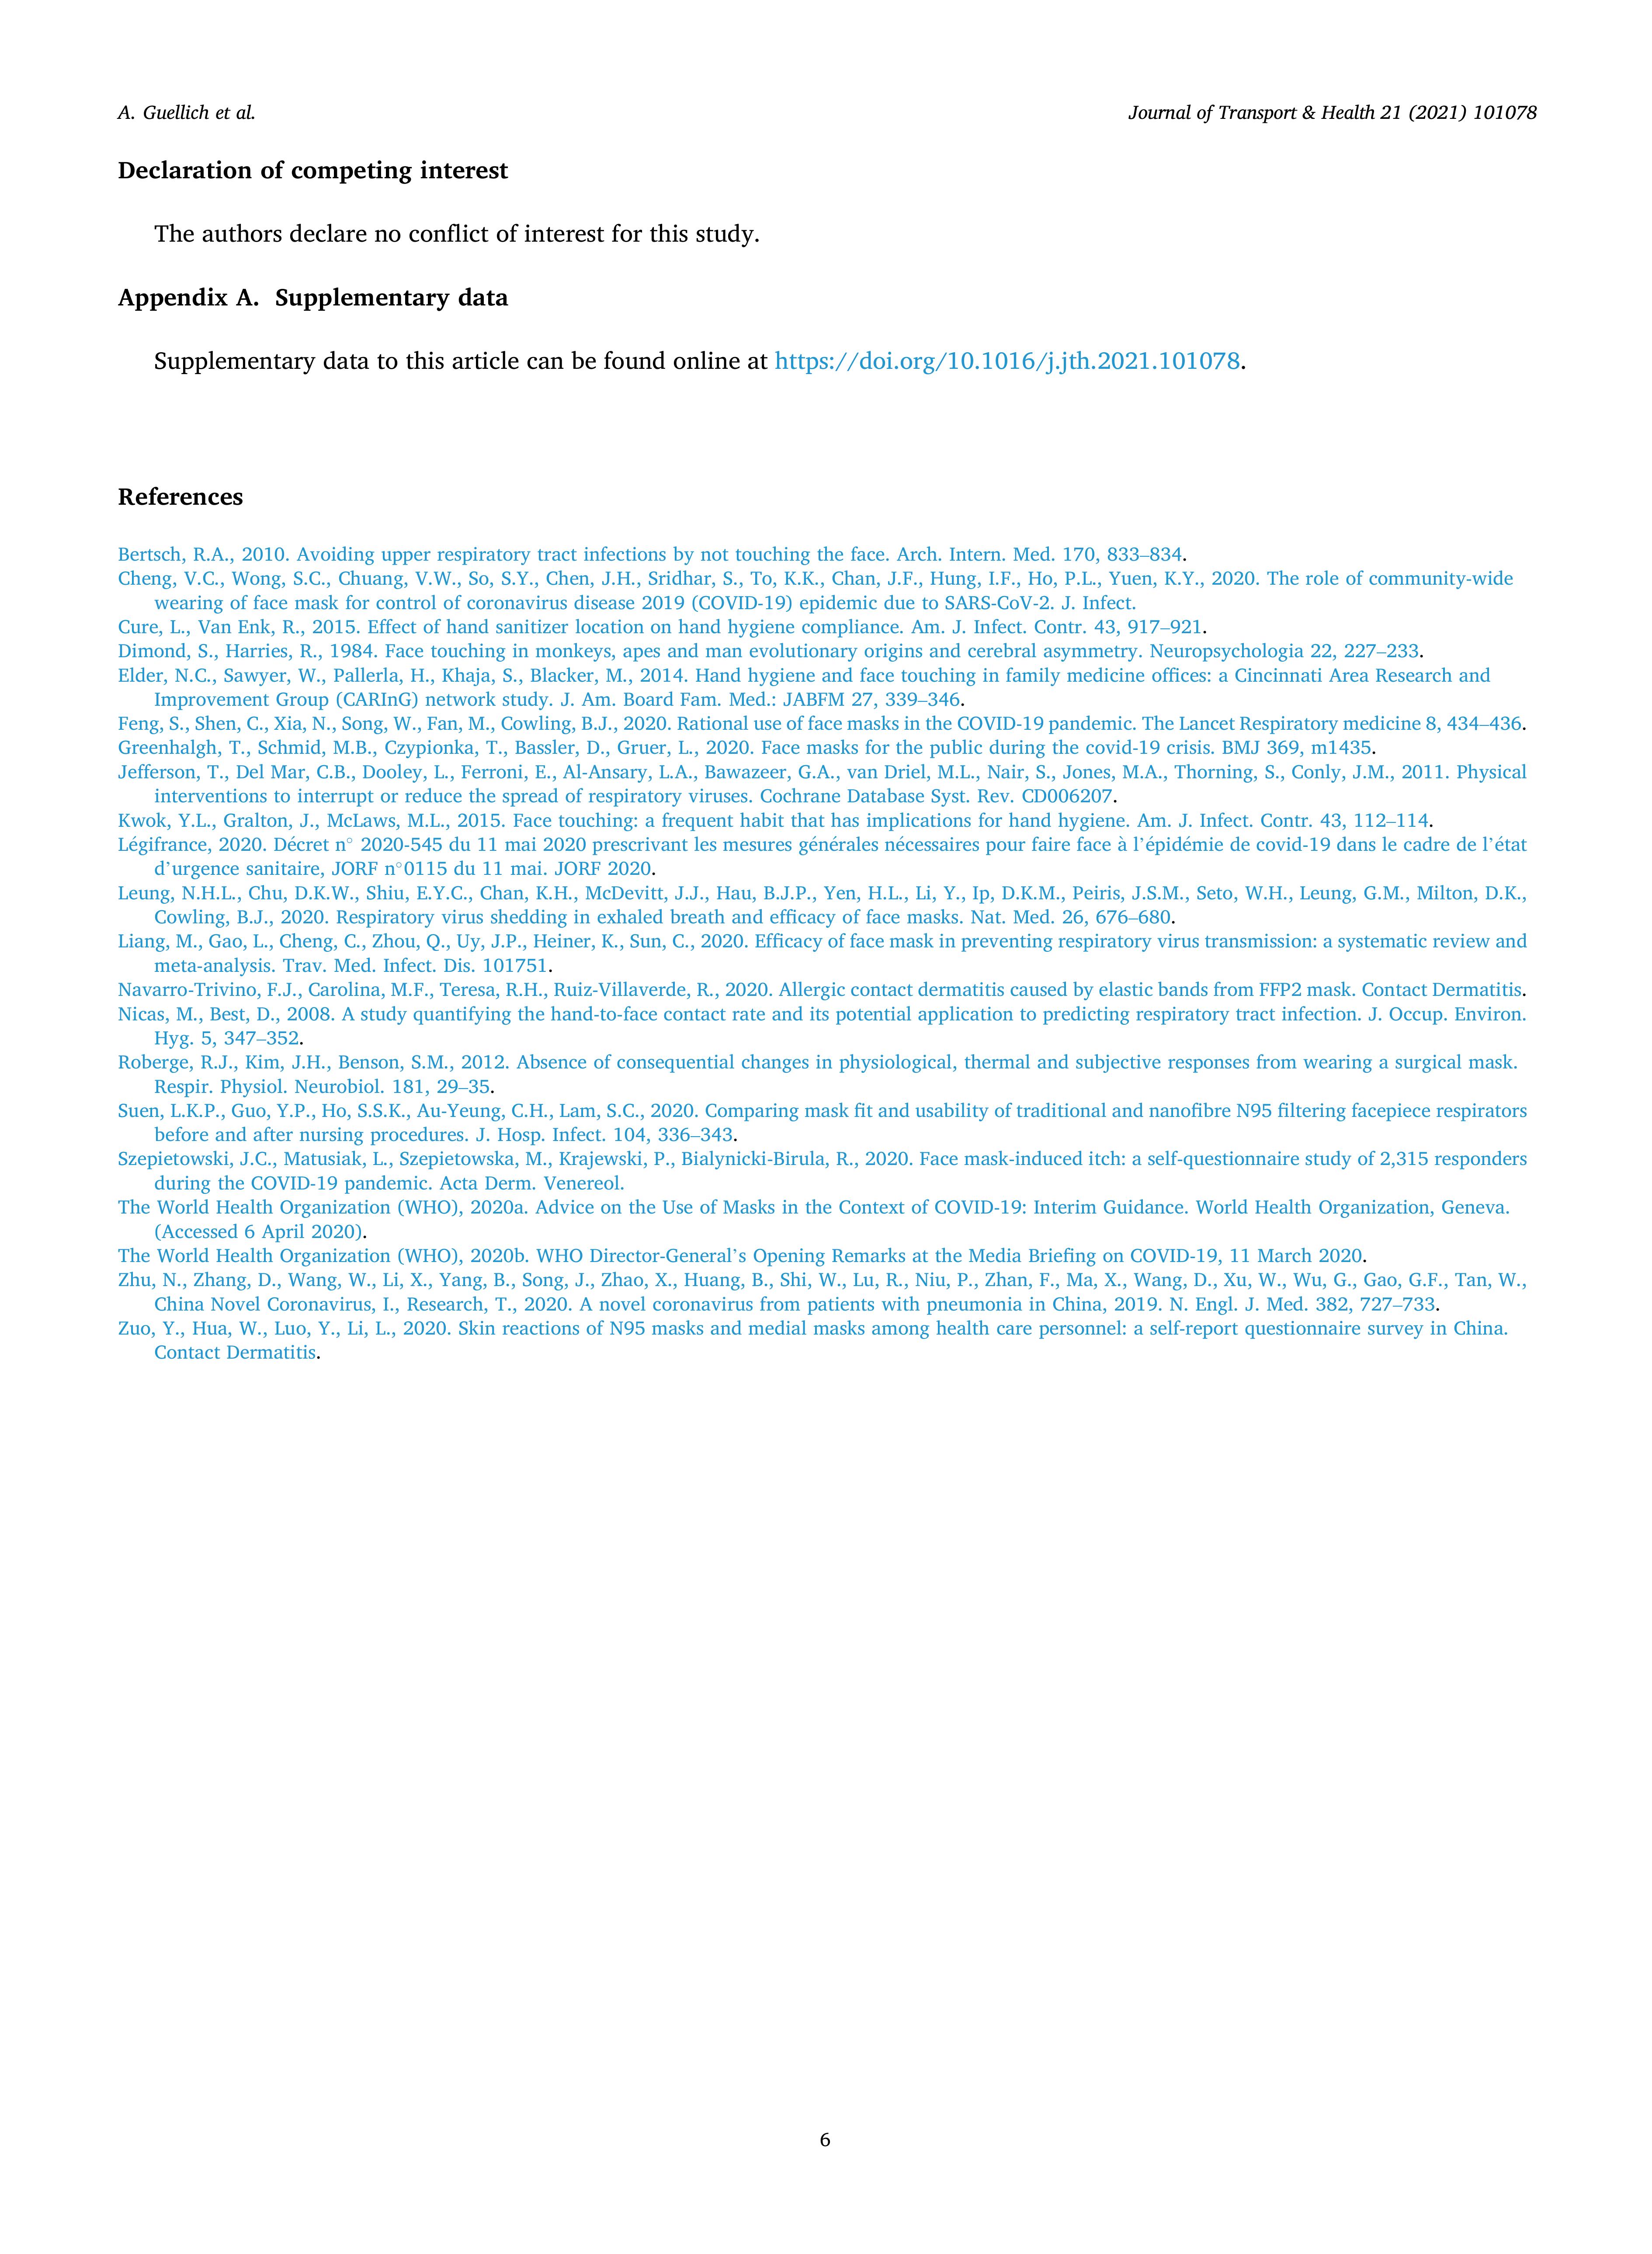 A. Guellich et al.
Journal of Transport & Health 21 (2021) 101078
Declaration of competing interest
The authors declare no conflict of interest for this study.
Appendix A. Supplementary data
Supplementary data to this article can be found online at https://doi.org/10.1016/j.jth.2021.101078.
References
Bertsch, R.A., 2010. Avoiding upper respiratory tract infections by not touching the face. Arch. Intern. Med. 170, 833–834.
Cheng, V.C., Wong, S.C., Chuang, V.W., So, S.Y., Chen, J.H., Sridhar, S., To, K.K., Chan, J.F., Hung, I.F., Ho, P.L., Yuen, K.Y., 2020. The role of community-wide
wearing of face mask for control of coronavirus disease 2019 (COVID-19) epidemic due to SARS-CoV-2. J. Infect.
Cure, L., Van Enk, R., 2015. Effect of hand sanitizer location on hand hygiene compliance. Am. J. Infect. Contr. 43, 917–921.
Dimond, S., Harries, R., 1984. Face touching in monkeys, apes and man evolutionary origins and cerebral asymmetry. Neuropsychologia 22, 227–233.
Elder, N.C., Sawyer, W., Pallerla, H., Khaja, S., Blacker, M., 2014. Hand hygiene and face touching in family medicine offices: a Cincinnati Area Research and
Improvement Group (CARInG) network study. J. Am. Board Fam. Med.: JABFM 27, 339–346.
Feng, S., Shen, C., Xia, N., Song, W., Fan, M., Cowling, B.J., 2020. Rational use of face masks in the COVID-19 pandemic. The Lancet Respiratory medicine 8, 434–436.
Greenhalgh, T., Schmid, M.B., Czypionka, T., Bassler, D., Gruer, L., 2020. Face masks for the public during the covid-19 crisis. BMJ 369, m1435.
Jefferson, T., Del Mar, C.B., Dooley, L., Ferroni, E., Al-Ansary, L.A., Bawazeer, G.A., van Driel, M.L., Nair, S., Jones, M.A., Thorning, S., Conly, J.M., 2011. Physical
interventions to interrupt or reduce the spread of respiratory viruses. Cochrane Database Syst. Rev. CD006207.
Kwok, Y.L., Gralton, J., McLaws, M.L., 2015. Face touching: a frequent habit that has implications for hand hygiene. Am. J. Infect. Contr. 43, 112–114.
Légifrance, 2020. Décret n° 2020-545 du 11 mai 2020 prescrivant les mesures générales nécessaires pour faire face à l’épidémie de covid-19 dans le cadre de l’état
d’urgence sanitaire, JORF n°0115 du 11 mai. JORF 2020.
Leung, N.H.L., Chu, D.K.W., Shiu, E.Y.C., Chan, K.H., McDevitt, J.J., Hau, B.J.P., Yen, H.L., Li, Y., Ip, D.K.M., Peiris, J.S.M., Seto, W.H., Leung, G.M., Milton, D.K.,
Cowling, B.J., 2020. Respiratory virus shedding in exhaled breath and efficacy of face masks. Nat. Med. 26, 676–680.
Liang, M., Gao, L., Cheng, C., Zhou, Q., Uy, J.P., Heiner, K., Sun, C., 2020. Efficacy of face mask in preventing respiratory virus transmission: a systematic review and
meta-analysis. Trav. Med. Infect. Dis. 101751.
Navarro-Trivino, F.J., Carolina, M.F., Teresa, R.H., Ruiz-Villaverde, R., 2020. Allergic contact dermatitis caused by elastic bands from FFP2 mask. Contact Dermatitis.
Nicas, M., Best, D., 2008. A study quantifying the hand-to-face contact rate and its potential application to predicting respiratory tract infection. J. Occup. Environ.
Hyg. 5, 347–352.
Roberge, R.J., Kim, J.H., Benson, S.M., 2012. Absence of consequential changes in physiological, thermal and subjective responses from wearing a surgical mask.
Respir. Physiol. Neurobiol. 181, 29–35.
Suen, L.K.P., Guo, Y.P., Ho, S.S.K., Au-Yeung, C.H., Lam, S.C., 2020. Comparing mask fit and usability of traditional and nanofibre N95 filtering facepiece respirators
before and after nursing procedures. J. Hosp. Infect. 104, 336–343.
Szepietowski, J.C., Matusiak, L., Szepietowska, M., Krajewski, P., Bialynicki-Birula, R., 2020. Face mask-induced itch: a self-questionnaire study of 2,315 responders
during the COVID-19 pandemic. Acta Derm. Venereol.
The World Health Organization (WHO), 2020a. Advice on the Use of Masks in the Context of COVID-19: Interim Guidance. World Health Organization, Geneva.
(Accessed 6 April 2020).
The World Health Organization (WHO), 2020b. WHO Director-General’s Opening Remarks at the Media Briefing on COVID-19, 11 March 2020.
Zhu, N., Zhang, D., Wang, W., Li, X., Yang, B., Song, J., Zhao, X., Huang, B., Shi, W., Lu, R., Niu, P., Zhan, F., Ma, X., Wang, D., Xu, W., Wu, G., Gao, G.F., Tan, W.,
China Novel Coronavirus, I., Research, T., 2020. A novel coronavirus from patients with pneumonia in China, 2019. N. Engl. J. Med. 382, 727–733.
Zuo, Y., Hua, W., Luo, Y., Li, L., 2020. Skin reactions of N95 masks and medial masks among health care personnel: a self-report questionnaire survey in China.
Contact Dermatitis.
6